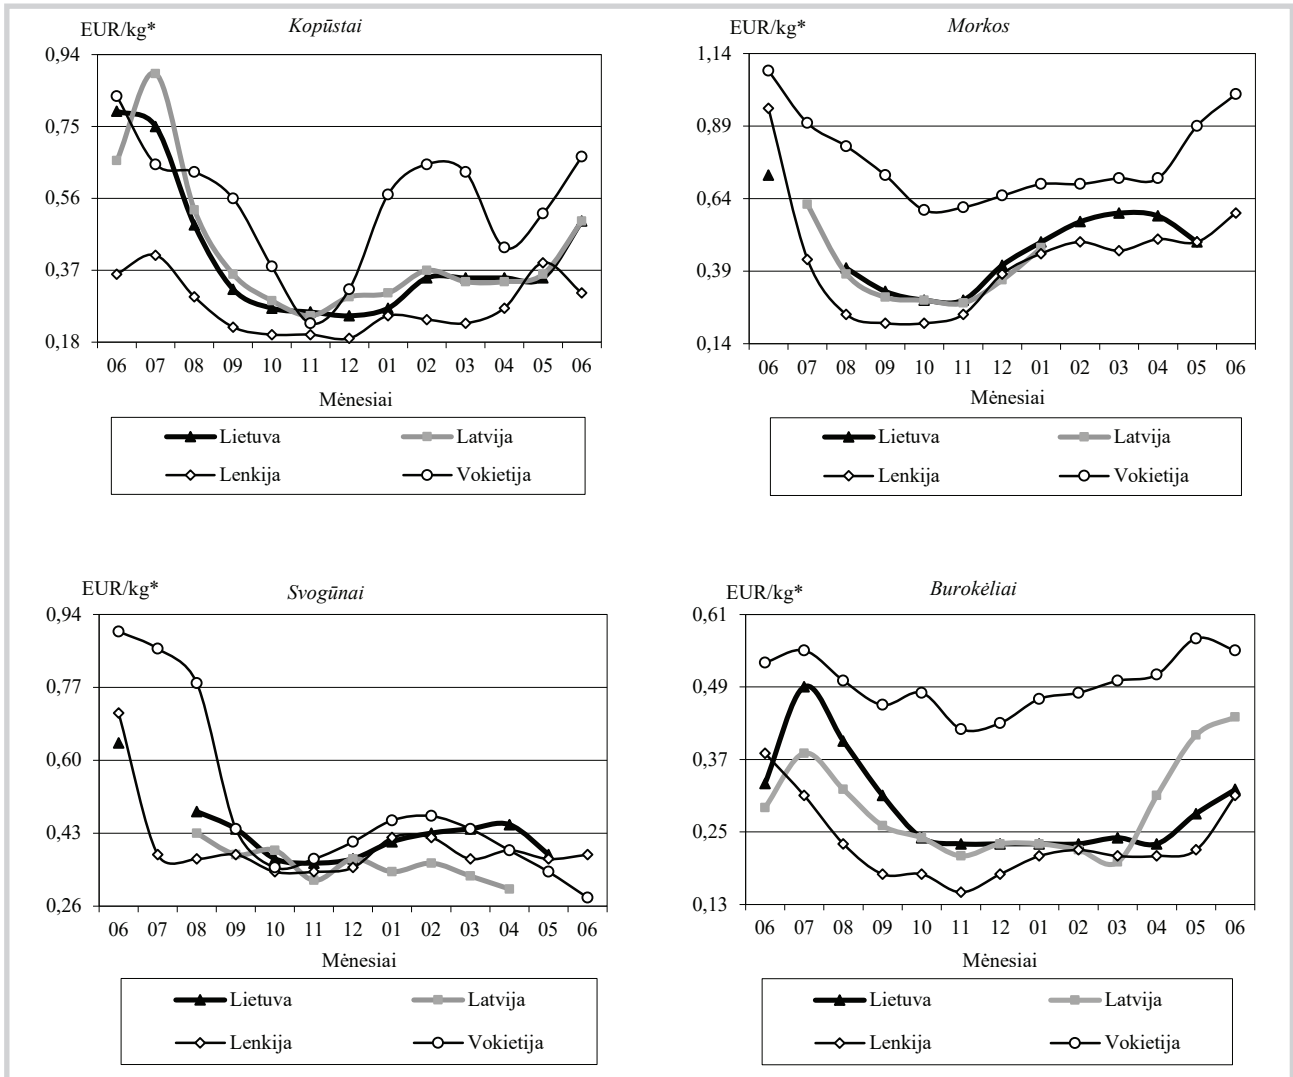 EUR/kg* Kopūstai
0,94
0,75
0,56
0,37
0,18
06 07 08 09 10 11 12 01 02 03 04 05 06
Mėnesiai
Lietuva Latvija
Lenkija Vokietija
EUR/kg* Morkos
1,14
0,89
0,64
0,39
0,14
06 07 08 09 10 11 12 01 02 03 04 05 06
Mėnesiai
Lietuva Latvija
Lenkija Vokietija
EUR/kg* Svogūnai
0,94
0,77
0,60
0,43
0,26
06 07 08 09 10 11 12 01 02 03 04 05 06
Mėnesiai
Lietuva Latvija
Lenkija Vokietija
EUR/kg* Burokėliai
0,61
0,49
0,37
0,25
0,13
06 07 08 09 10 11 12 01 02 03 04 05 06
Mėnesiai
Lietuva Latvija
Lenkija Vokietija